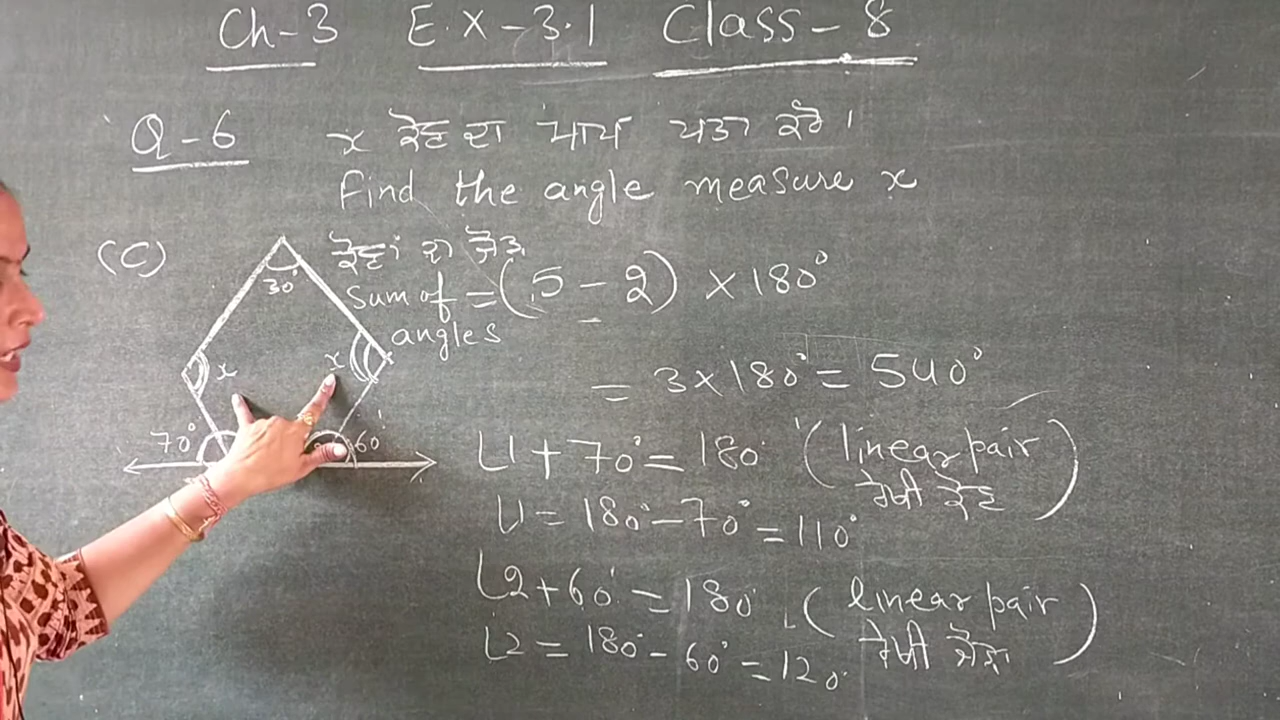 Ch-3 E.X-3.1 Class-8
Q-6 x ਕੋਣ ਦਾ ਮਾਪ ਪਤਾ ਕਰੋ।
Find the angle measure x
(C)
30°
x
x
70°
60
ਕੋਣਾਂ ਦਾ ਜੋੜ
Sum of angles = (5-2) × 180°
= 3×180° = 540°
∠1 + 70° = 180 (linear pair
ਰੇਖੀ ਕੋਣ)
∠1 = 180° - 70° = 110°
∠2 + 60° = 180 (linear pair
ਰੇਖੀ ਜੋੜਾ)
∠2 = 180° - 60° = 120°